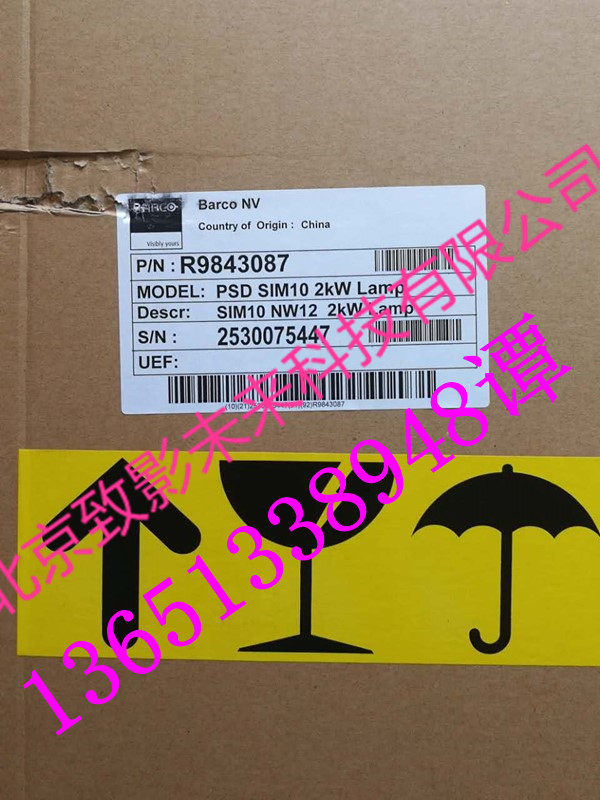 BARCO
Visibly yours
Barco NV
Country of Origin : China
P/N : R9843087
MODEL: PSD SIM10 2kW Lamp
Descr: SIM10 NW12 2kW Lamp
S/N : 2530075447
UEF:
北京致影未来科技有限公司
13651338948谭